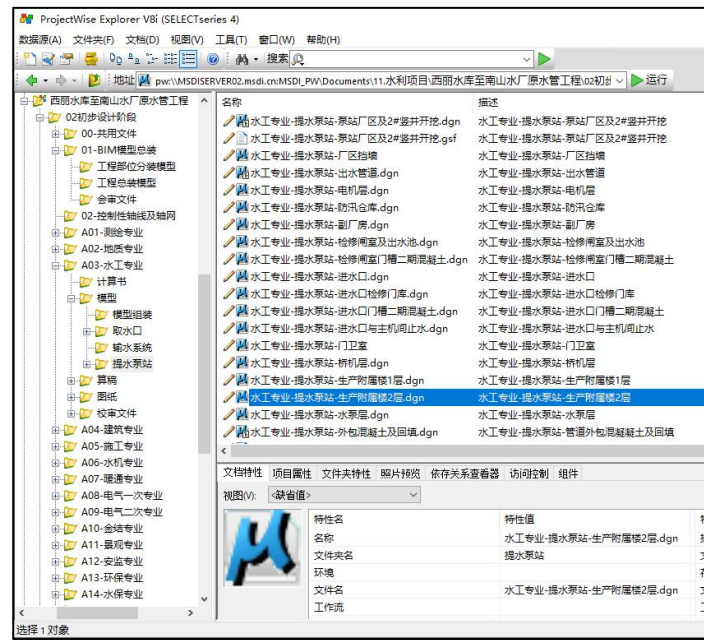 ProjectWise Explorer V8i (SELECTseries 4)
数据源(A) 文件夹(F) 文档(D) 视图(V) 工具(T) 窗口(W) 帮助(H)
搜索
地址 pw:\\MSDISERVER02.msdi.cn:MSDI_PW\Documents\11.水利项目\西丽水库至南山水厂原水管工程\02初步 运行
西丽水库至南山水厂原水管工程
02初步设计阶段
00-共用文件
01-BIM模型总装
工程部位分装模型
工程总装模型
会审文件
02-控制性轴线及轴网
A01-测绘专业
A02-地质专业
A03-水工专业
计算书
模型
模型组装
取水口
输水系统
提水泵站
算稿
图纸
校审文件
A04-建筑专业
A05-施工专业
A06-水机专业
A07-暖通专业
A08-电气一次专业
A09-电气二次专业
A10-金结专业
A11-景观专业
A12-安监专业
A13-环保专业
A14-水保专业
名称 描述
水工专业-提水泵站-泵站厂区及2#竖井开挖.dgn 水工专业-提水泵站-泵站厂区及2#竖井开挖
水工专业-提水泵站-泵站厂区及2#竖井开挖.gsf 水工专业-提水泵站-泵站厂区及2#竖井开挖
水工专业-提水泵站-厂区挡墙 水工专业-提水泵站-厂区挡墙
水工专业-提水泵站-出水管道.dgn 水工专业-提水泵站-出水管道
水工专业-提水泵站-电机层.dgn 水工专业-提水泵站-电机层
水工专业-提水泵站-防汛仓库.dgn 水工专业-提水泵站-防汛仓库
水工专业-提水泵站-副厂房.dgn 水工专业-提水泵站-副厂房
水工专业-提水泵站-检修闸室及出水池.dgn 水工专业-提水泵站-检修闸室及出水池
水工专业-提水泵站-检修闸室门槽二期混凝土.dgn 水工专业-提水泵站-检修闸室门槽二期混凝土
水工专业-提水泵站-进水口.dgn 水工专业-提水泵站-进水口
水工专业-提水泵站-进水口检修门库.dgn 水工专业-提水泵站-进水口检修门库
水工专业-提水泵站-进水口门槽二期混凝土.dgn 水工专业-提水泵站-进水口门槽二期混凝土
水工专业-提水泵站-进水口与主机间止水.dgn 水工专业-提水泵站-进水口与主机间止水
水工专业-提水泵站-门卫室 水工专业-提水泵站-门卫室
水工专业-提水泵站-桥机层.dgn 水工专业-提水泵站-桥机层
水工专业-提水泵站-生产附属楼1层.dgn 水工专业-提水泵站-生产附属楼1层
水工专业-提水泵站-生产附属楼2层.dgn 水工专业-提水泵站-生产附属楼2层
水工专业-提水泵站-水泵层.dgn 水工专业-提水泵站-水泵层
水工专业-提水泵站-外包混凝土及回填.dgn 水工专业-提水泵站-管道外包混凝凝土及回填
文档特性 项目属性 文件夹特性 照片预览 依存关系查看器 访问控制 组件
视图(V): <缺省值>
特性名 特性值
名称 水工专业-提水泵站-生产附属楼2层.dgn
文件夹名 提水泵站
环境
文件名 水工专业-提水泵站-生产附属楼2层.dgn
工作流
选择 1 对象